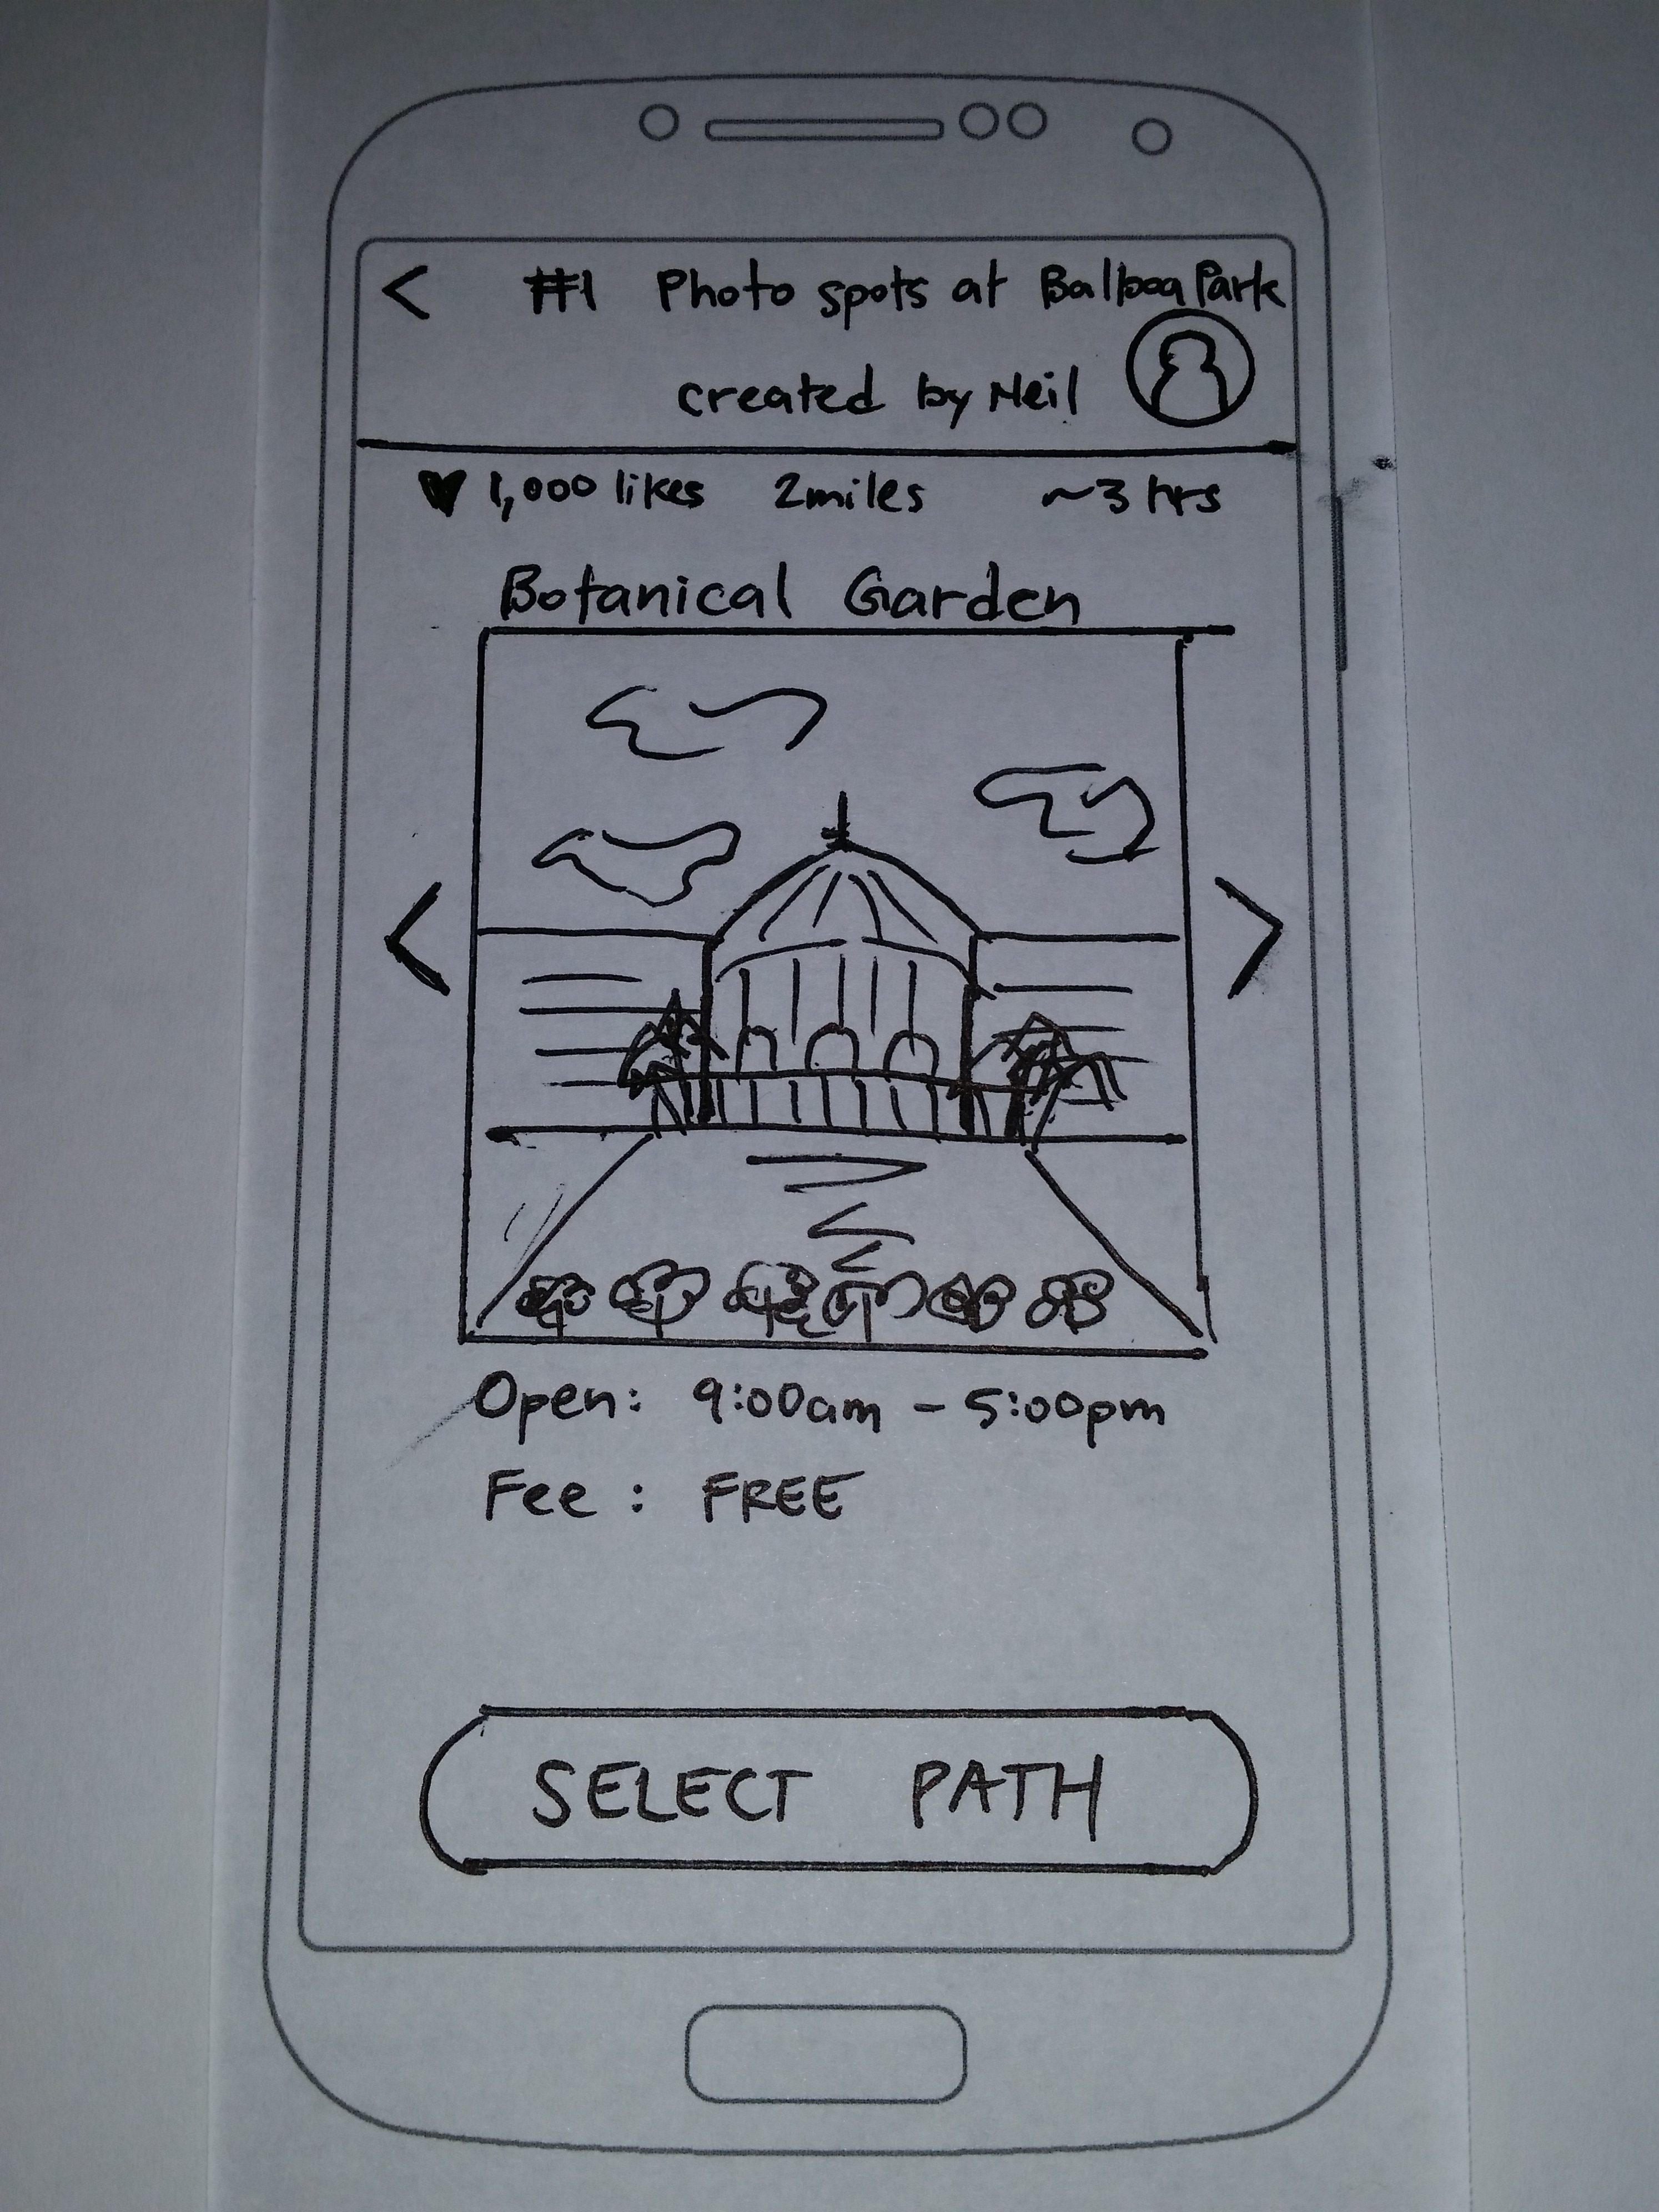 < #1 Photo spots at Balboa Park
created by Neil
♥ 1,000 likes 2miles ~3 hrs
Botanical Garden
Open: 9:00am - 5:00pm
Fee : FREE
SELECT PATH